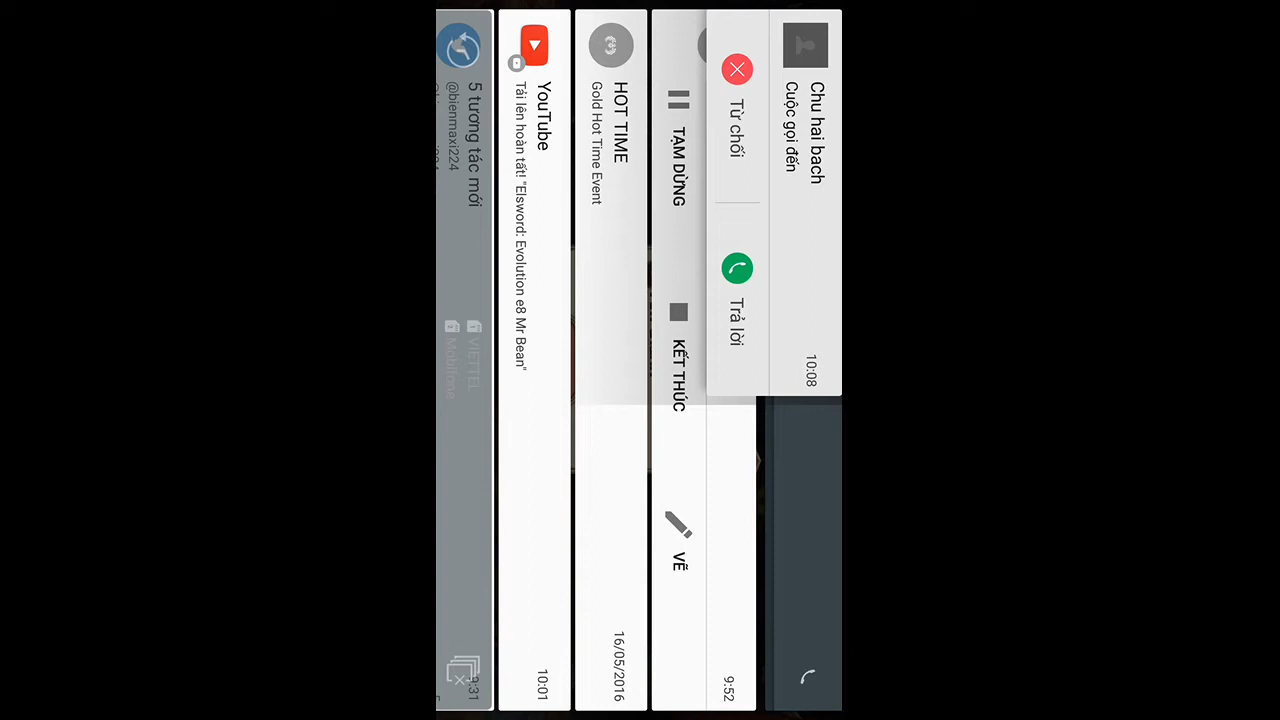 Chu hai bach
Cuộc gọi đến
10:08
Từ chối
Trả lời
9:52
TẠM DỪNG
KẾT THÚC
VẼ
HOT TIME
Gold Hot Time Event
16/05/2016
YouTube
Tải lên hoàn tất! "Elsword: Evolution e8 Mr Bean"
10:01
5 tương tác mới
@bienmaxi224
9:31
VIETTEL
Mobifone